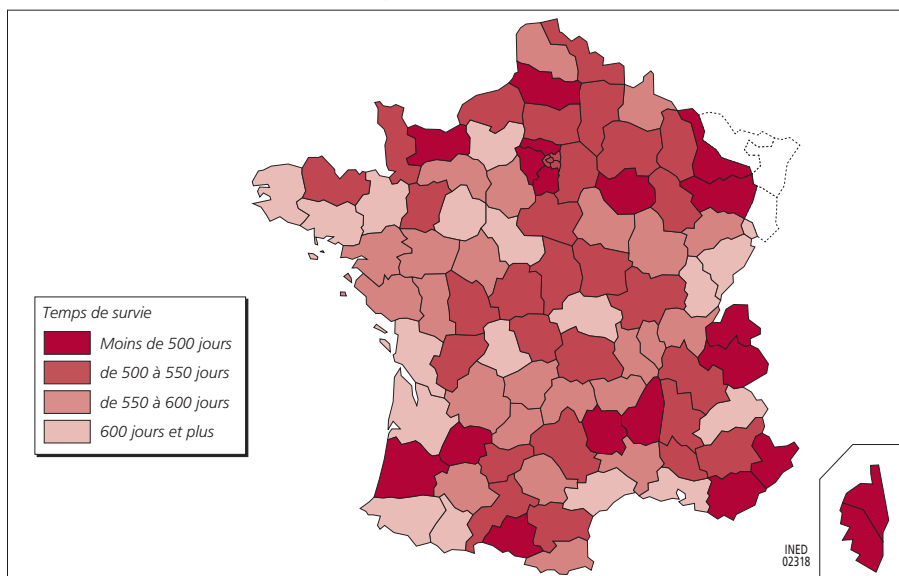 Temps de survie
Moins de 500 jours
de 500 à 550 jours
de 550 à 600 jours
600 jours et plus
INED
02318